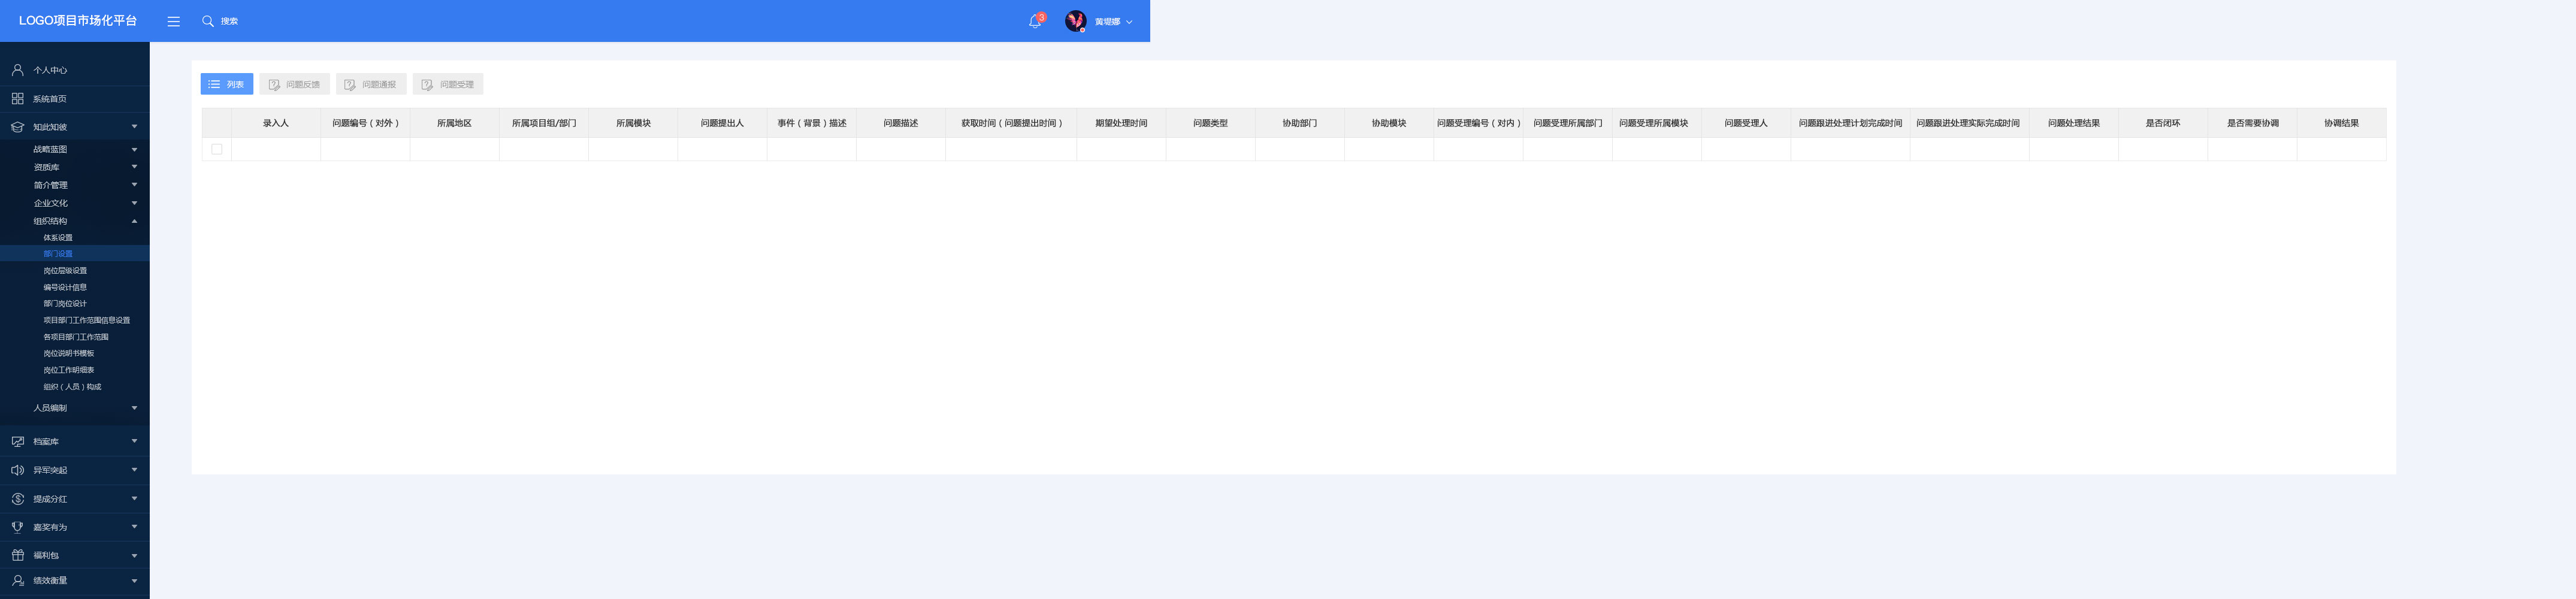 LOGO项目市场化平台
搜索
3
黄堤娜
个人中心
系统首页
知此知彼
战略蓝图
资质库
简介管理
企业文化
组织结构
体系设置
部门设置
岗位层级设置
编号设计信息
部门岗位设计
项目部门工作范围信息设置
各项目部门工作范围
岗位说明书模板
岗位工作明细表
组织（人员）构成
人员编制
档案库
异军突起
提成分红
嘉奖有为
福利包
绩效衡量
列表 问题反馈 问题通报 问题受理
录入人 问题编号（对外） 所属地区 所属项目组/部门 所属模块 问题提出人 事件（背景）描述 问题描述 获取时间（问题提出时间） 期望处理时间 问题类型 协助部门 协助模块 问题受理编号（对内） 问题受理所属部门 问题受理所属模块 问题受理人 问题跟进处理计划完成时间 问题跟进处理实际完成时间 问题处理结果 是否闭环 是否需要协调 协调结果